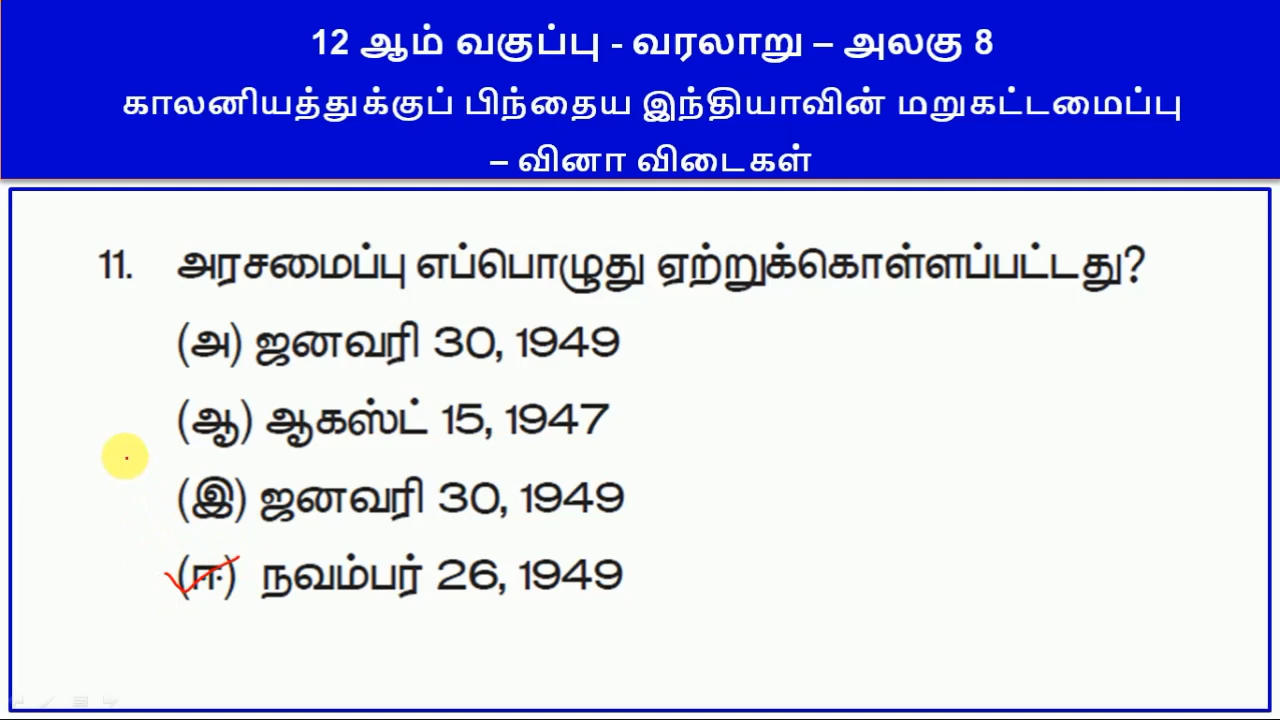 12 ஆம் வகுப்பு - வரலாறு – அலகு 8
காலனியத்துக்குப் பிந்தைய இந்தியாவின் மறுகட்டமைப்பு
– வினா விடைகள்
11. அரசமைப்பு எப்பொழுது ஏற்றுக்கொள்ளப்பட்டது?
(அ) ஜனவரி 30, 1949
(ஆ) ஆகஸ்ட் 15, 1947
(இ) ஜனவரி 30, 1949
(ஈ) நவம்பர் 26, 1949